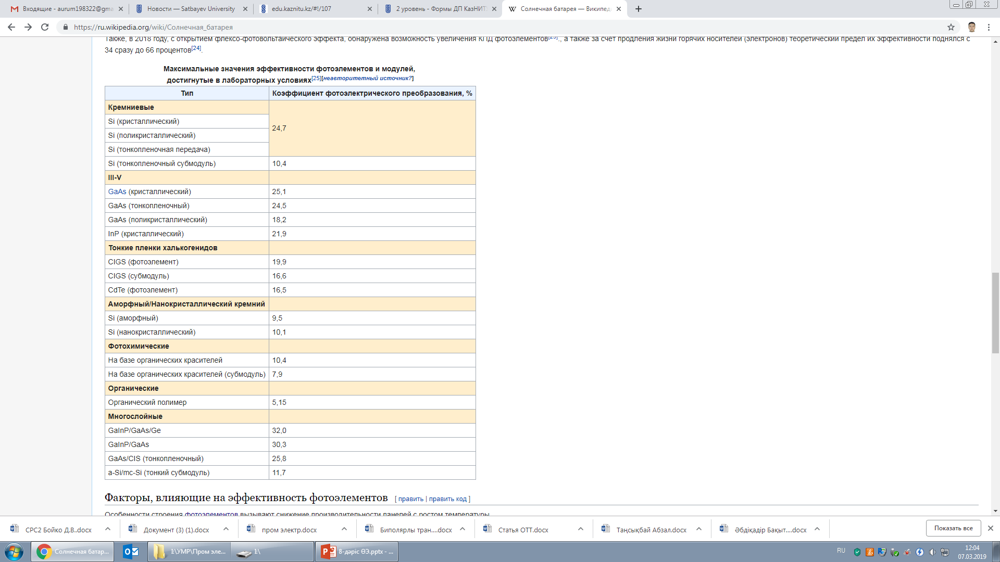 Входящие - aurum198322@gma
Новости — Satbayev University
edu.kaznitu.kz/#!/107
2 уровень - Формы ДП КазНИТ
Солнечная батарея — Википед
https://ru.wikipedia.org/wiki/Солнечная_батарея
Также, в 2018 году, с открытием флексо-фотовольтаического эффекта, обнаружена возможность увеличения КПД фотоэлементов[23]., а также за счет продления жизни горячих носителей (электронов) теоретический предел их эффективности поднялся с
34 сразу до 66 процентов[24].
Максимальные значения эффективности фотоэлементов и модулей,
достигнутые в лабораторных условиях[25][неавторитетный источник?]
Тип Коэффициент фотоэлектрического преобразования, %
Кремниевые
Si (кристаллический)
24,7
Si (поликристаллический)
Si (тонкопленочная передача)
Si (тонкопленочный субмодуль) 10,4
III-V
GaAs (кристаллический) 25,1
GaAs (тонкопленочный) 24,5
GaAs (поликристаллический) 18,2
InP (кристаллический) 21,9
Тонкие пленки халькогенидов
CIGS (фотоэлемент) 19,9
CIGS (субмодуль) 16,6
CdTe (фотоэлемент) 16,5
Аморфный/Нанокристаллический кремний
Si (аморфный) 9,5
Si (нанокристаллический) 10,1
Фотохимические
На базе органических красителей 10,4
На базе органических красителей (субмодуль) 7,9
Органические
Органический полимер 5,15
Многослойные
GaInP/GaAs/Ge 32,0
GaInP/GaAs 30,3
GaAs/CIS (тонкопленочный) 25,8
a-Si/mc-Si (тонкий субмодуль) 11,7
Факторы, влияющие на эффективность фотоэлементов [ править | править код ]
Особенности строения фотоэлементов вызывают снижение производительности панелей с ростом температуры.
СРС2 Бойко Д.В..docx
Документ (3) (1).docx
пром электр.docx
Биполярлы тран....docx
Статья ОТТ.docx
Таңсықбай Абзал.docx
Әбдіқадір Бақыт....docx
Показать все
Солнечная батар...
I:\УМР\Пром эле...
I:\
8-дәріс ӨЭ.pptx - ...
RU
12:04
07.03.2019